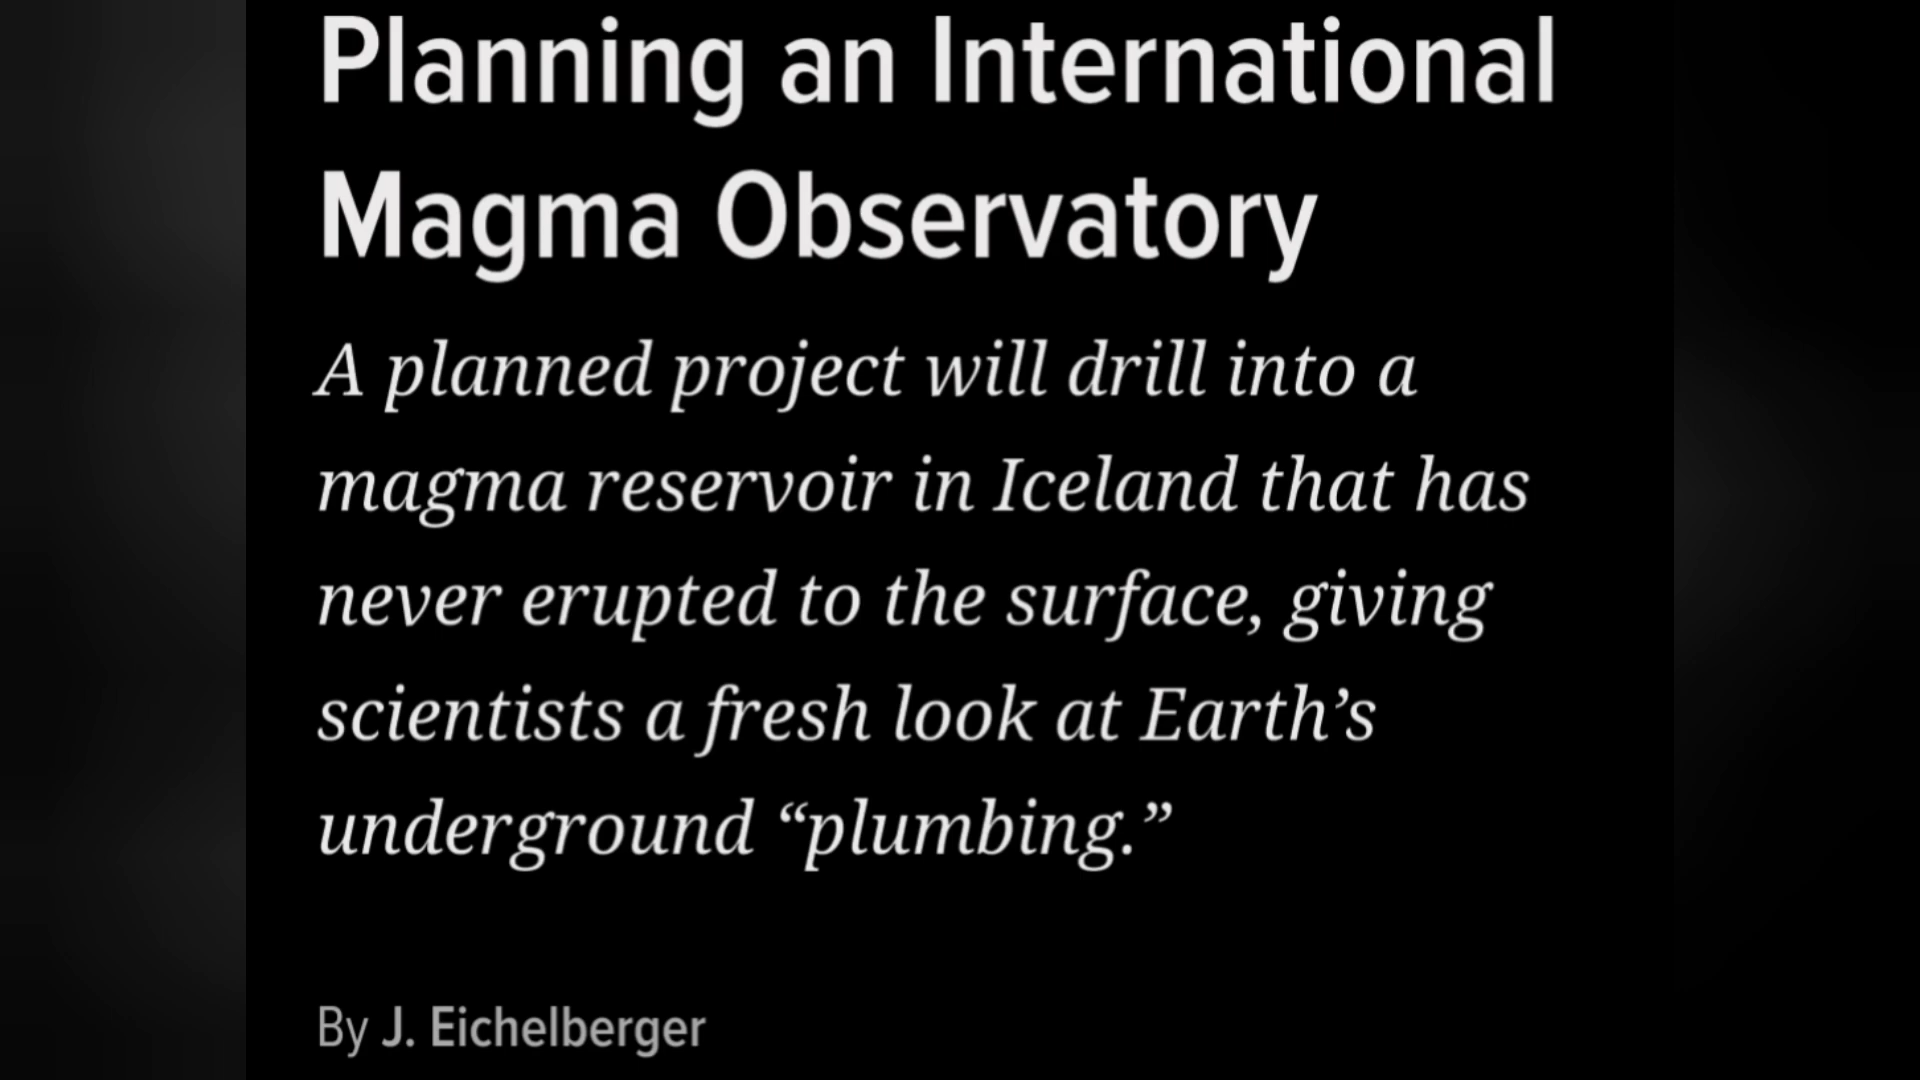 Planning an International
Magma Observatory
A planned project will drill into a
magma reservoir in Iceland that has
never erupted to the surface, giving
scientists a fresh look at Earth’s
underground “plumbing.”
By J. Eichelberger